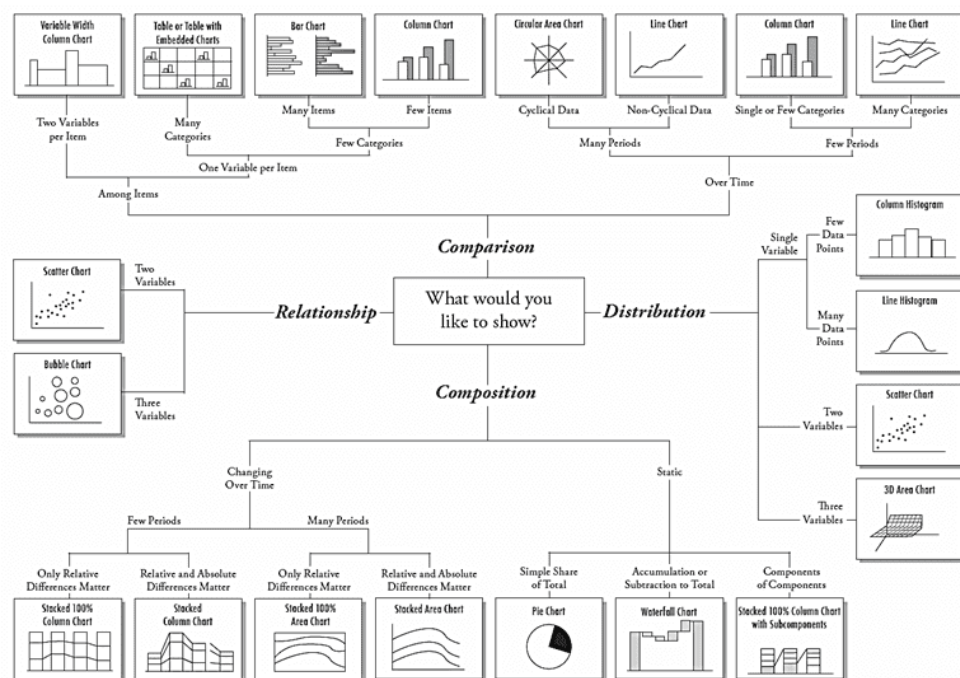 Variable Width
Column Chart
Table or Table with
Embedded Charts
Bar Chart
Column Chart
Circular Area Chart
Line Chart
Column Chart
Line Chart
Two Variables
per Item
Many
Categories
Many Items
Few Items
Cyclical Data
Non-Cyclical Data
Single or Few Categories
Many Categories
Few Categories
Many Periods
Few Periods
One Variable per Item
Among Items
Over Time
Comparison
What would you
like to show?
Relationship
Two
Variables
Scatter Chart
Bubble Chart
Three
Variables
Distribution
Single
Variable
Few
Data
Points
Column Histogram
Many
Data
Points
Line Histogram
Two
Variables
Scatter Chart
Three
Variables
3D Area Chart
Composition
Changing
Over Time
Static
Few Periods
Many Periods
Only Relative
Differences Matter
Relative and Absolute
Differences Matter
Only Relative
Differences Matter
Relative and Absolute
Differences Matter
Simple Share
of Total
Accumulation or
Subtraction to Total
Components
of Components
Stacked 100%
Column Chart
Stacked
Column Chart
Stacked 100%
Area Chart
Stacked Area Chart
Pie Chart
Waterfall Chart
Stacked 100% Column Chart
with Subcomponents